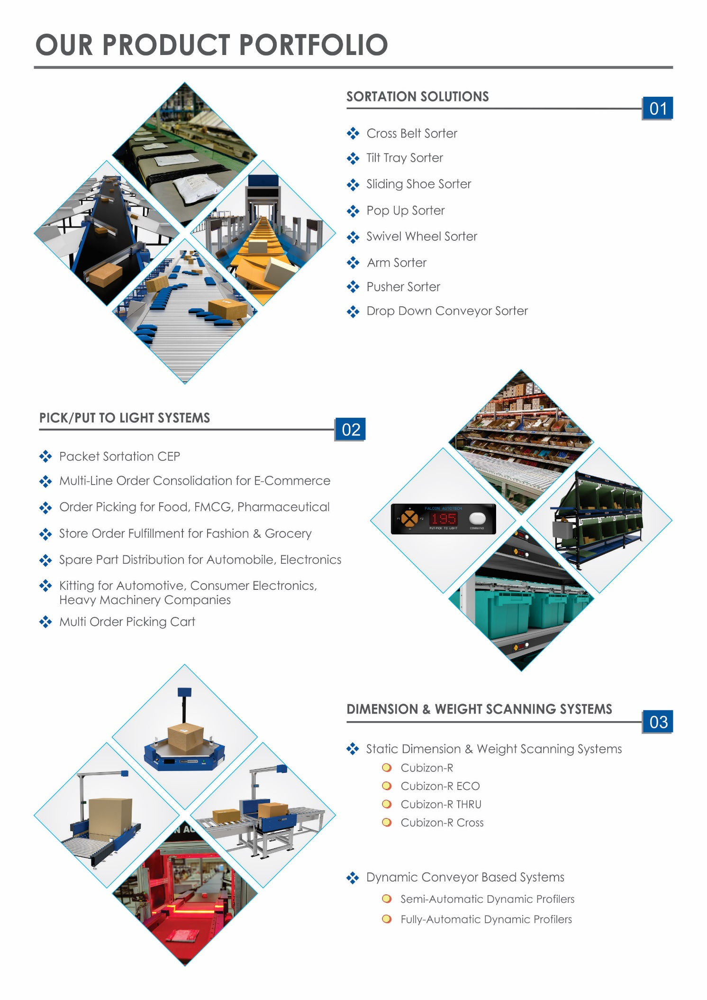 OUR PRODUCT PORTFOLIO
SORTATION SOLUTIONS
01
Cross Belt Sorter
Tilt Tray Sorter
Sliding Shoe Sorter
Pop Up Sorter
Swivel Wheel Sorter
Arm Sorter
Pusher Sorter
Drop Down Conveyor Sorter
PICK/PUT TO LIGHT SYSTEMS
02
Packet Sortation CEP
Multi-Line Order Consolidation for E-Commerce
Order Picking for Food, FMCG, Pharmaceutical
Store Order Fulfillment for Fashion & Grocery
Spare Part Distribution for Automobile, Electronics
Kitting for Automotive, Consumer Electronics,
Heavy Machinery Companies
Multi Order Picking Cart
FALCON AUTOTECH
+
F1
F2
195
−
PUT-PICK TO LIGHT
COMMAND
DIMENSION & WEIGHT SCANNING SYSTEMS
03
Static Dimension & Weight Scanning Systems
Cubizon-R
Cubizon-R ECO
Cubizon-R THRU
Cubizon-R Cross
N AU
Dynamic Conveyor Based Systems
Semi-Automatic Dynamic Profilers
Fully-Automatic Dynamic Profilers